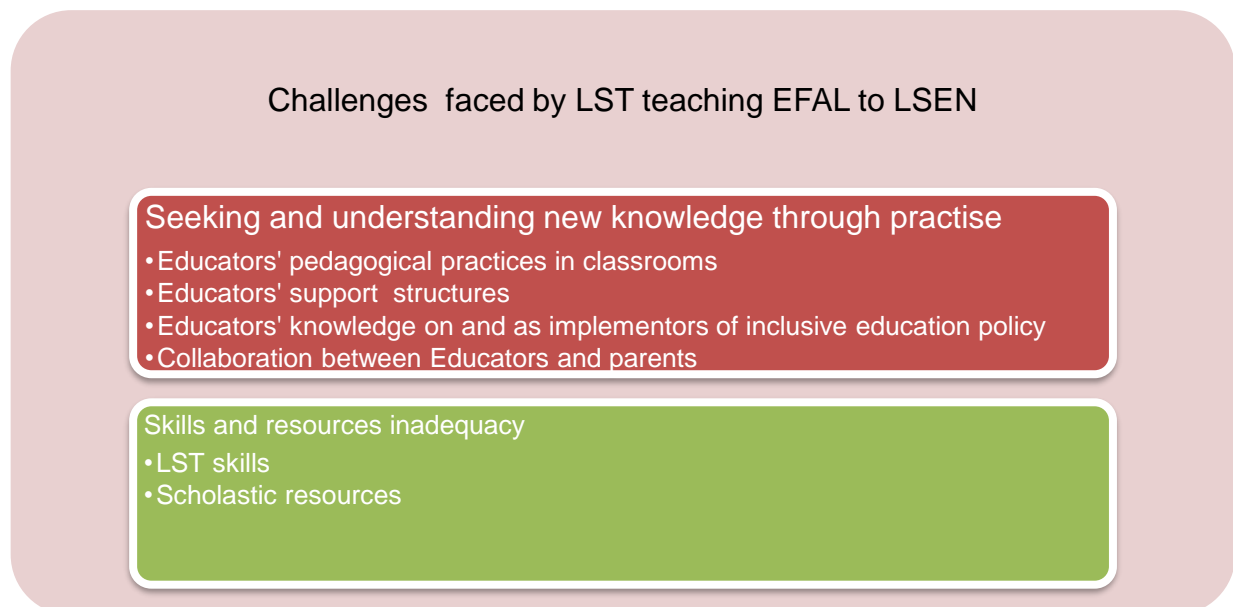 Challenges  faced by LST teaching EFAL to LSEN
Seeking and understanding new knowledge through practise
•Educators' pedagogical practices in classrooms
•Educators' support  structures
•Educators' knowledge on and as implementors of inclusive education policy
•Collaboration between Educators and parents
Skills and resources inadequacy
•LST skills
•Scholastic resources